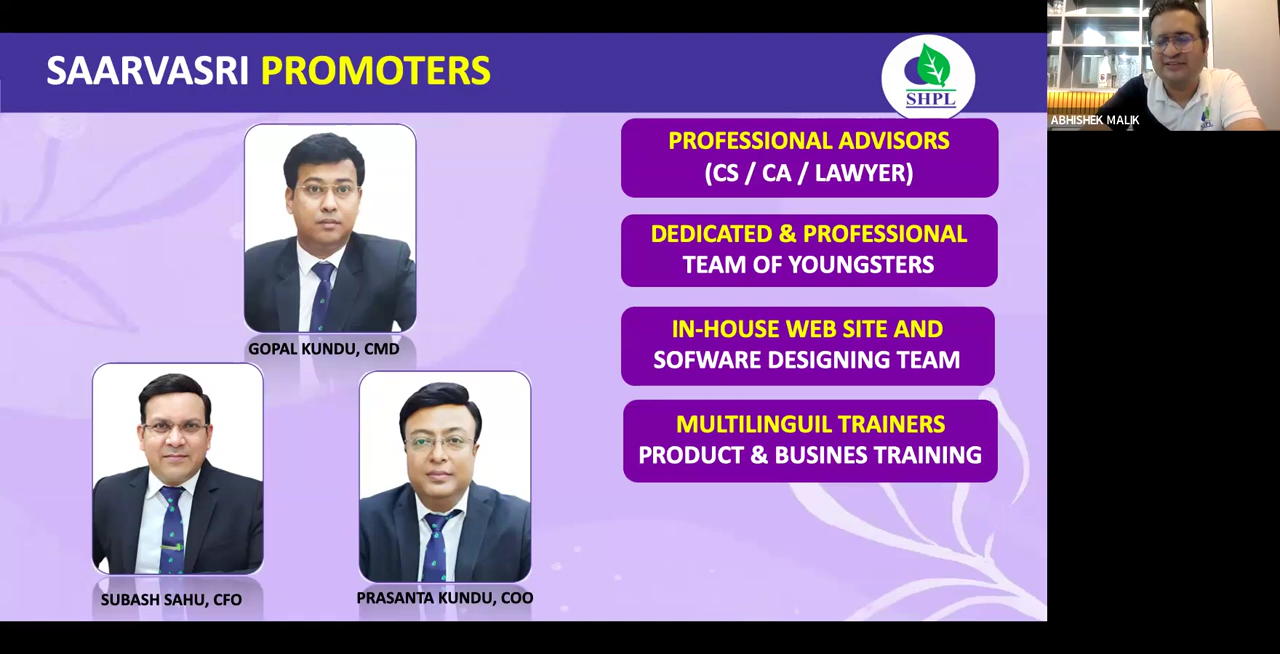 SAARVASRI PROMOTERS
SHPL
ABHISHEK MALIK
GOPAL KUNDU, CMD
SUBASH SAHU, CFO
PRASANTA KUNDU, COO
PROFESSIONAL ADVISORS
(CS / CA / LAWYER)
DEDICATED & PROFESSIONAL
TEAM OF YOUNGSTERS
IN-HOUSE WEB SITE AND
SOFWARE DESIGNING TEAM
MULTILINGUIL TRAINERS
PRODUCT & BUSINES TRAINING